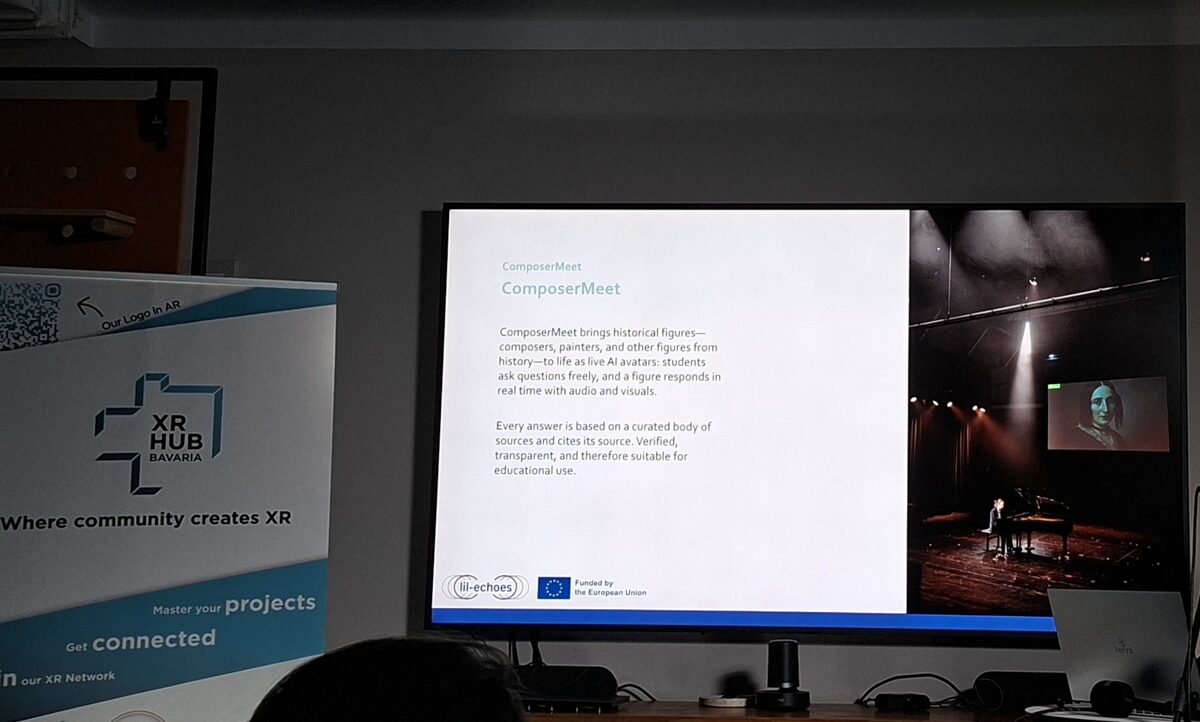 Our Logo in AR
XR
HUB
BAVARIA
Where community creates XR
Master your projects
Get connected
in our XR Network
ComposerMeet
ComposerMeet
ComposerMeet brings historical figures—
composers, painters, and other figures from
history—to life as live AI avatars: students
ask questions freely, and a figure responds in
real time with audio and visuals.
Every answer is based on a curated body of
sources and cites its source. Verified,
transparent, and therefore suitable for
educational use.
lil-echoes
Funded by
the European Union